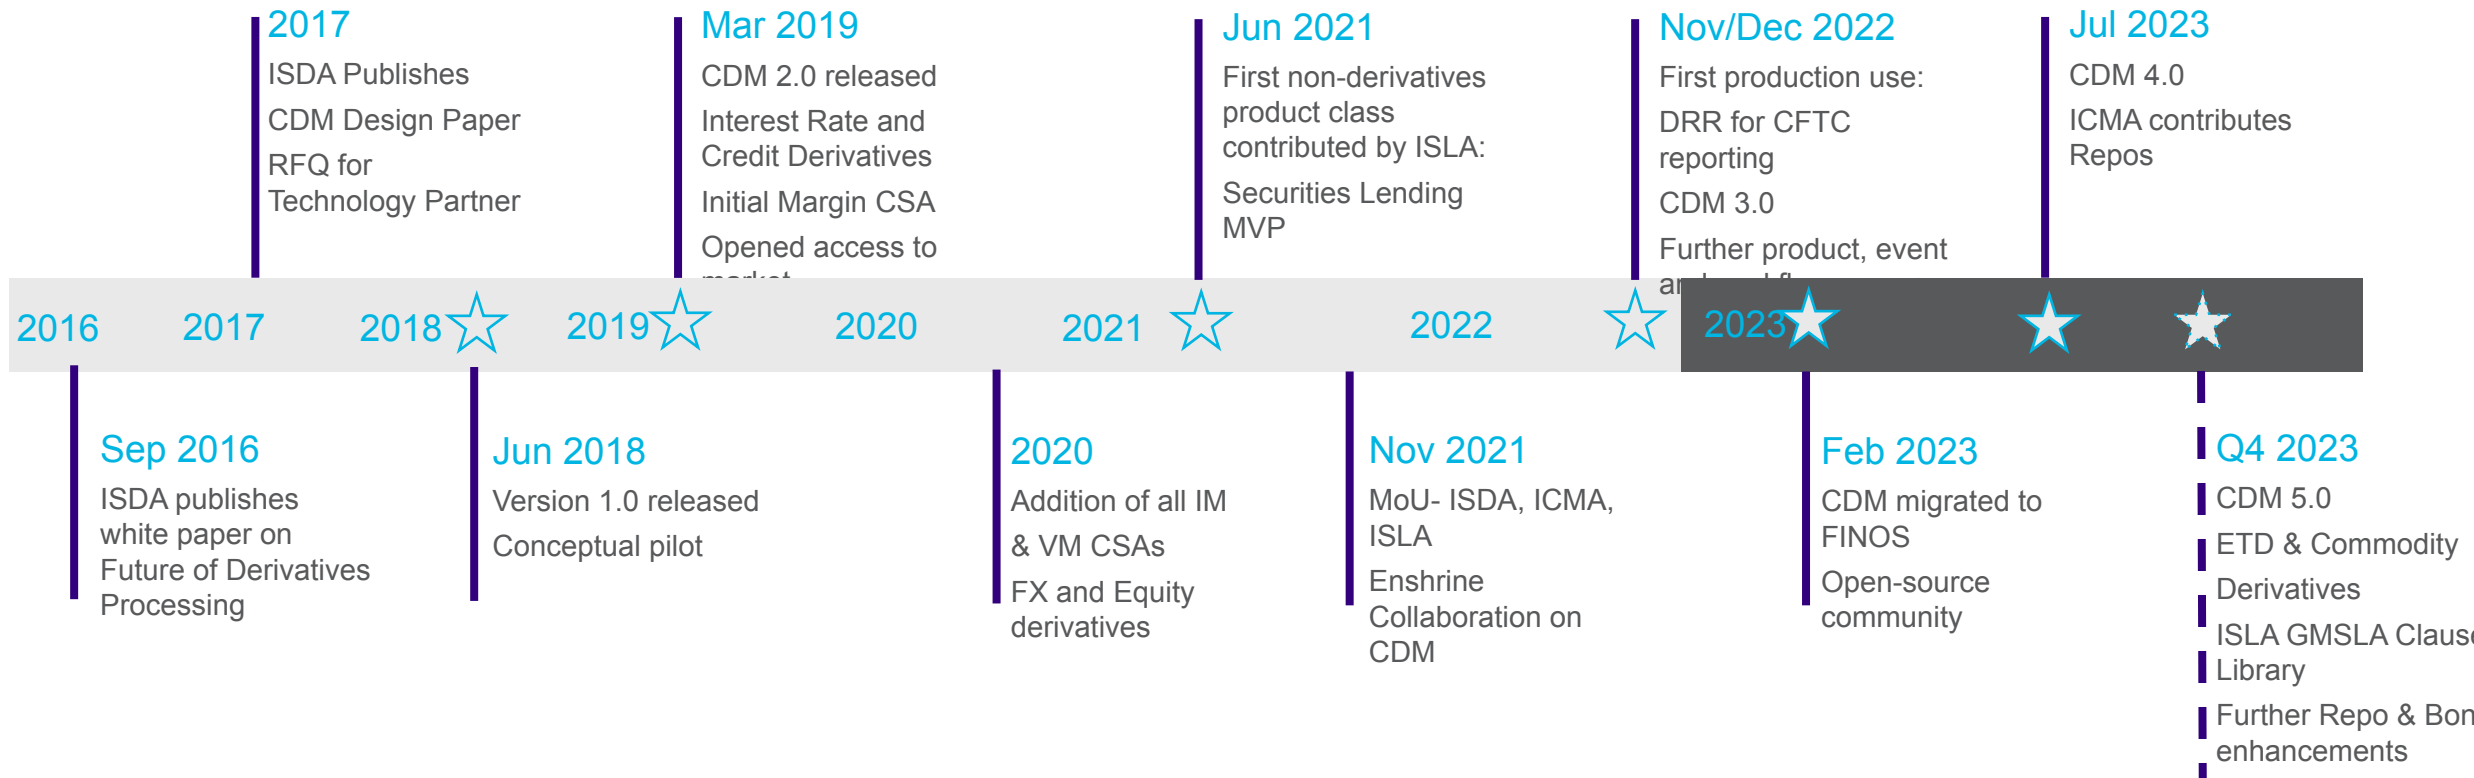 2017
ISDA Publishes
CDM Design Paper
RFQ for
Technology Partner
Mar 2019
CDM 2.0 released
Interest Rate and
Credit Derivatives
Initial Margin CSA
Opened access to
Jun 2021
First non-derivatives
product class
contributed by ISLA:
Securities Lending
MVP
Nov/Dec 2022
First production use:
DRR for CFTC
reporting
CDM 3.0
Further product, event
Jul 2023
CDM 4.0
ICMA contributes
Repos
2016
2017
2018
2019
2020
2021
2022
2023
Sep 2016
ISDA publishes
white paper on
Future of Derivatives
Processing
Jun 2018
Version 1.0 released
Conceptual pilot
2020
Addition of all IM
& VM CSAs
FX and Equity
derivatives
Nov 2021
MoU- ISDA, ICMA,
ISLA
Enshrine
Collaboration on
CDM
Feb 2023
CDM migrated to
FINOS
Open-source
community
Q4 2023
CDM 5.0
ETD & Commodity
Derivatives
ISLA GMSLA
Library
Further Repo &
enhancements